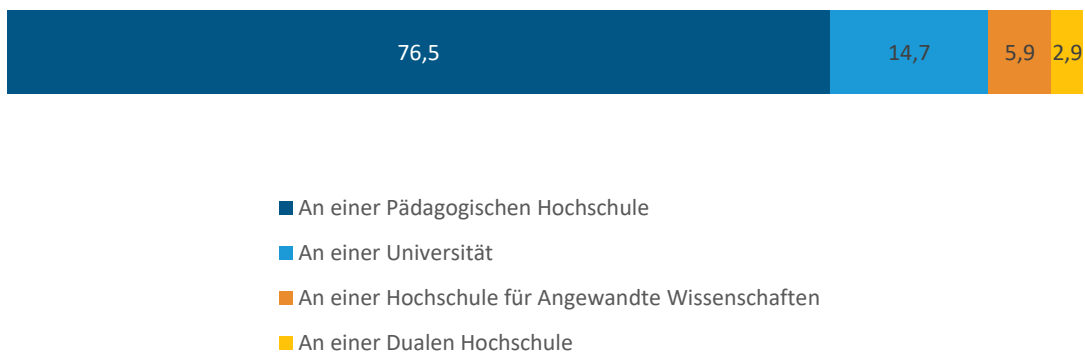 76,5 14,7 5,9 2,9
An einer Pädagogischen Hochschule
An einer Universität
An einer Hochschule für Angewandte Wissenschaften
An einer Dualen Hochschule